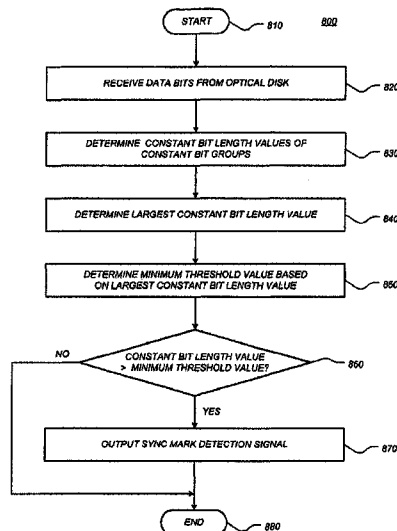 START
810
800
RECEIVE DATA BITS FROM OPTICAL DISK
820
DETERMINE CONSTANT BIT LENGTH VALUES OF
CONSTANT BIT GROUPS
830
DETERMINE LARGEST CONSTANT BIT LENGTH VALUE
840
DETERMINE MINIMUM THRESHOLD VALUE BASED
ON LARGEST CONSTANT BIT LENGTH VALUE
850
NO
CONSTANT BIT LENGTH VALUE
> MINIMUM THRESHOLD VALUE?
860
YES
OUTPUT SYNC MARK DETECTION SIGNAL
870
END
880